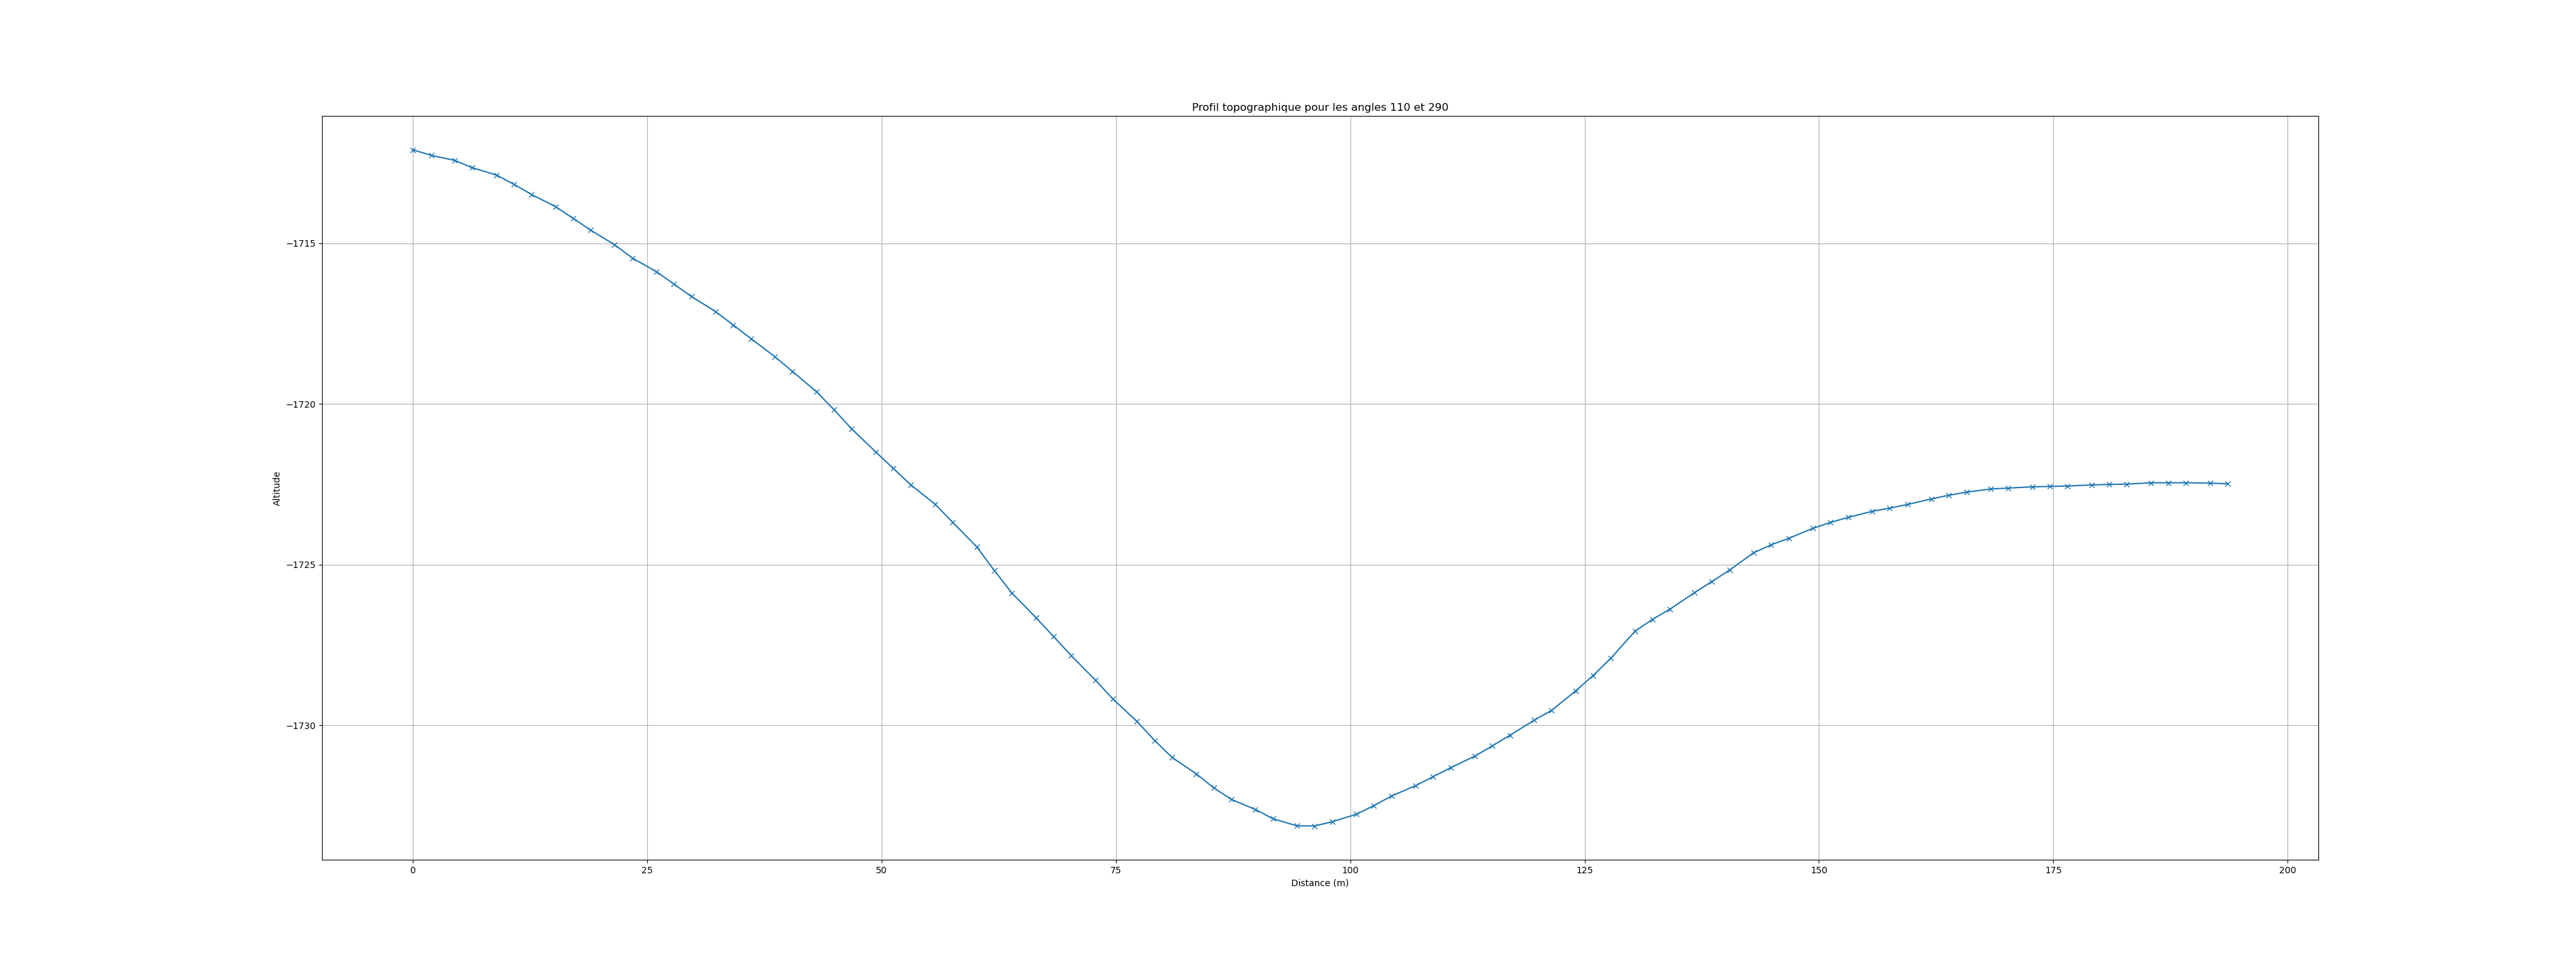 Profil topographique pour les angles 110 et 290
−1715
−1720
−1725
−1730
Altitude
0 25 50 75 100 125 150 175 200
Distance (m)